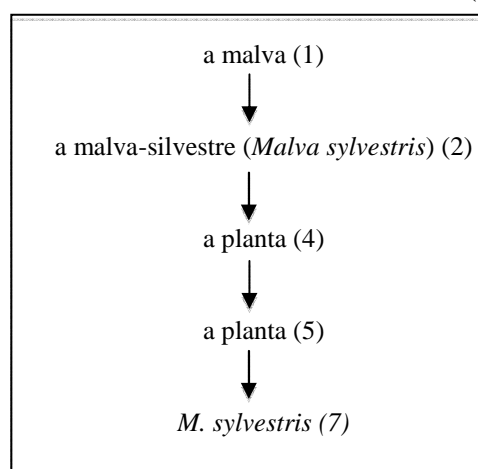 a malva (1)
a malva-silvestre (Malva sylvestris) (2)
a planta (4)
a planta (5)
M. sylvestris (7)